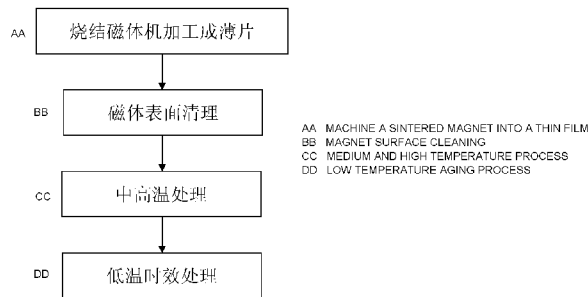 AA
烧结磁体机加工成薄片
BB
磁体表面清理
AA MACHINE A SINTERED MAGNET INTO A THIN FILM
BB MAGNET SURFACE CLEANING
CC MEDIUM AND HIGH TEMPERATURE PROCESS
DD LOW TEMPERATURE AGING PROCESS
CC
中高温处理
DD
低温时效处理